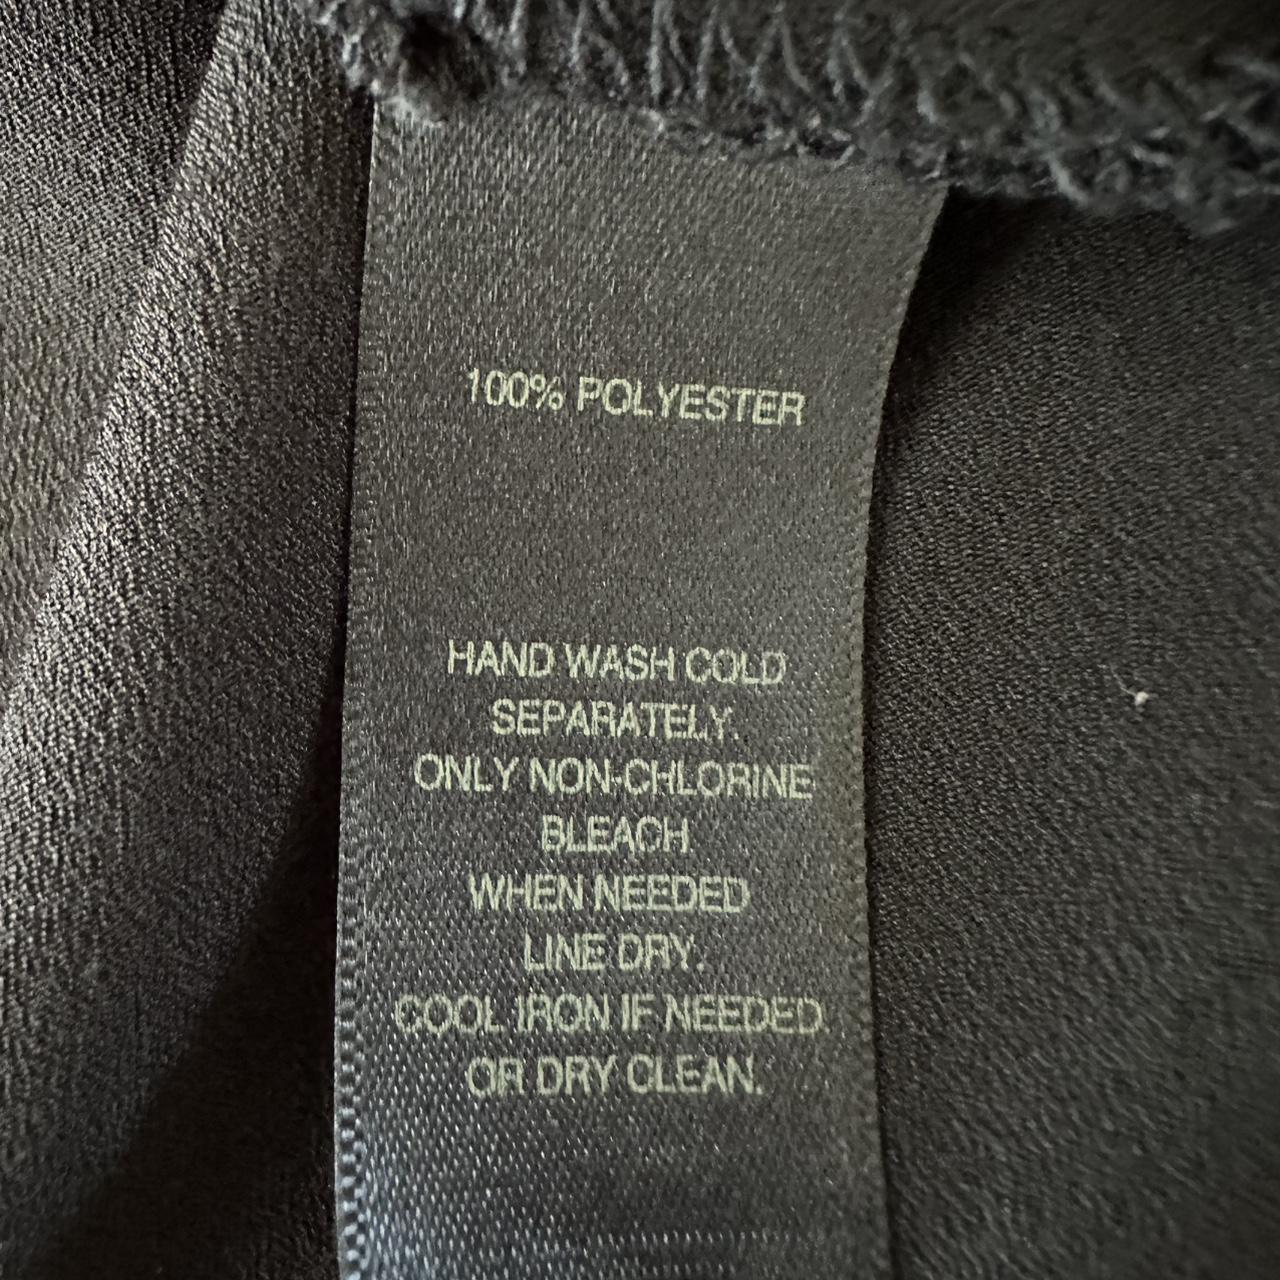 100% POLYESTER
HAND WASH COLD
SEPARATELY.
ONLY NON-CHLORINE
BLEACH
WHEN NEEDED
LINE DRY.
COOL IRON IF NEEDED.
OR DRY CLEAN.